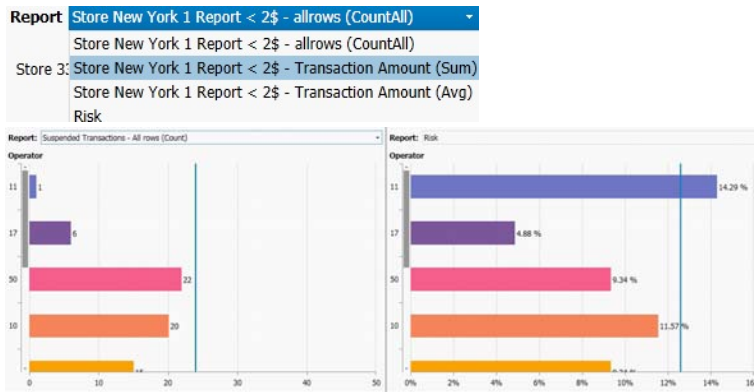 Report Store New York 1 Report < 2$ - allrows (CountAll)
Store New York 1 Report < 2$ - allrows (CountAll)
Store 33 Store New York 1 Report < 2$ - Transaction Amount (Sum)
Store New York 1 Report < 2$ - Transaction Amount (Avg)
Risk
Report: Suspended Transactions - All rows (Count)
Operator
11 1
17 6
50 22
10 20
15
0 10 20 30 40 50
Report: Risk
Operator
11 14.29 %
17 4.88 %
50 9.34 %
10 11.57 %
9.34 %
0% 2% 4% 6% 8% 10% 12% 14% 16